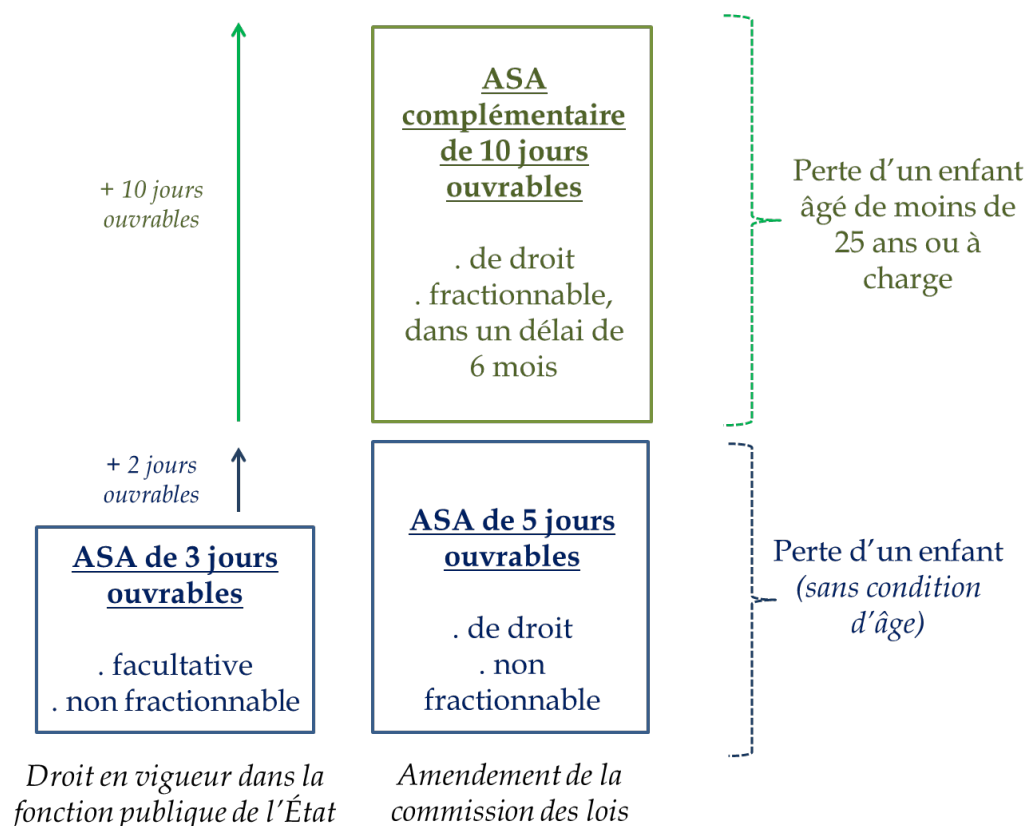 ASA
complémentaire
de 10 jours
ouvrables
. de droit
. fractionnable,
dans un délai de
6 mois
+ 10 jours
ouvrables
Perte d'un enfant
âgé de moins de
25 ans ou à
charge
+ 2 jours
ouvrables
ASA de 3 jours
ouvrables
. facultative
. non fractionnable
ASA de 5 jours
ouvrables
. de droit
. non
fractionnable
Perte d'un enfant
(sans condition
d'âge)
Droit en vigueur dans la
fonction publique de l'État
Amendement de la
commission des lois